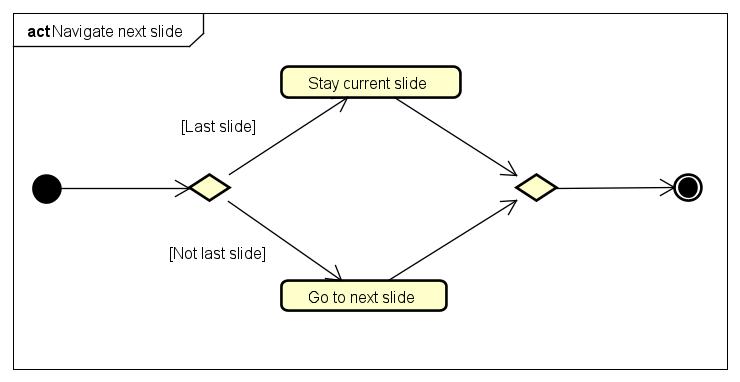 act Navigate next slide
Stay current slide
[Last slide]
[Not last slide]
Go to next slide